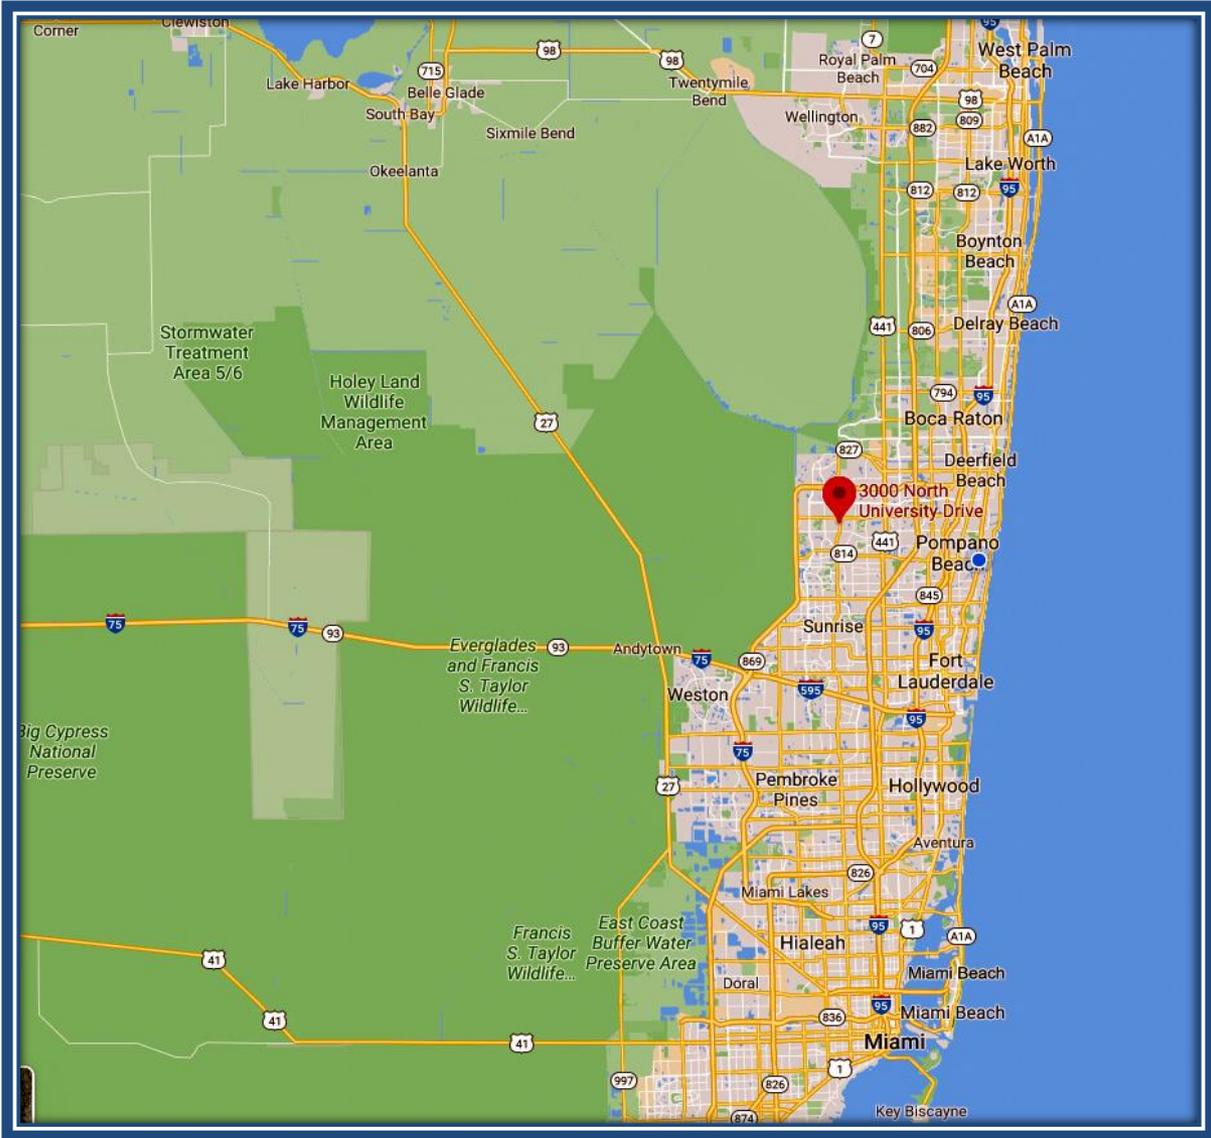 Corner
Clewiston
95
7
West Palm
Beach
98
98
Royal Palm
Beach
704
715
Lake Harbor
Belle Glade
Twentymile
Bend
98
South Bay
Wellington
809
882
Sixmile Bend
A1A
Lake Worth
Okeelanta
812
812
95
Boynton
Beach
A1A
441
806
Delray Beach
Stormwater
Treatment
Area 5/6
Holey Land
Wildlife
Management
Area
794
95
27
Boca Raton
827
Deerfield
Beach
3000 North
University Drive
441
Pompano
Beach
814
845
75
75
93
Sunrise
95
Everglades
and Francis
S. Taylor
Wildlife...
93
Andytown
75
869
Fort
Lauderdale
Weston
595
95
Big Cypress
National
Preserve
75
27
Pembroke
Pines
Hollywood
Aventura
826
Miami Lakes
95
1
A1A
Francis
S. Taylor
Wildlife...
East Coast
Buffer Water
Preserve Area
Hialeah
41
Miami Beach
Doral
95
Miami Beach
41
836
41
Miami
1
997
826
874
Key Biscayne